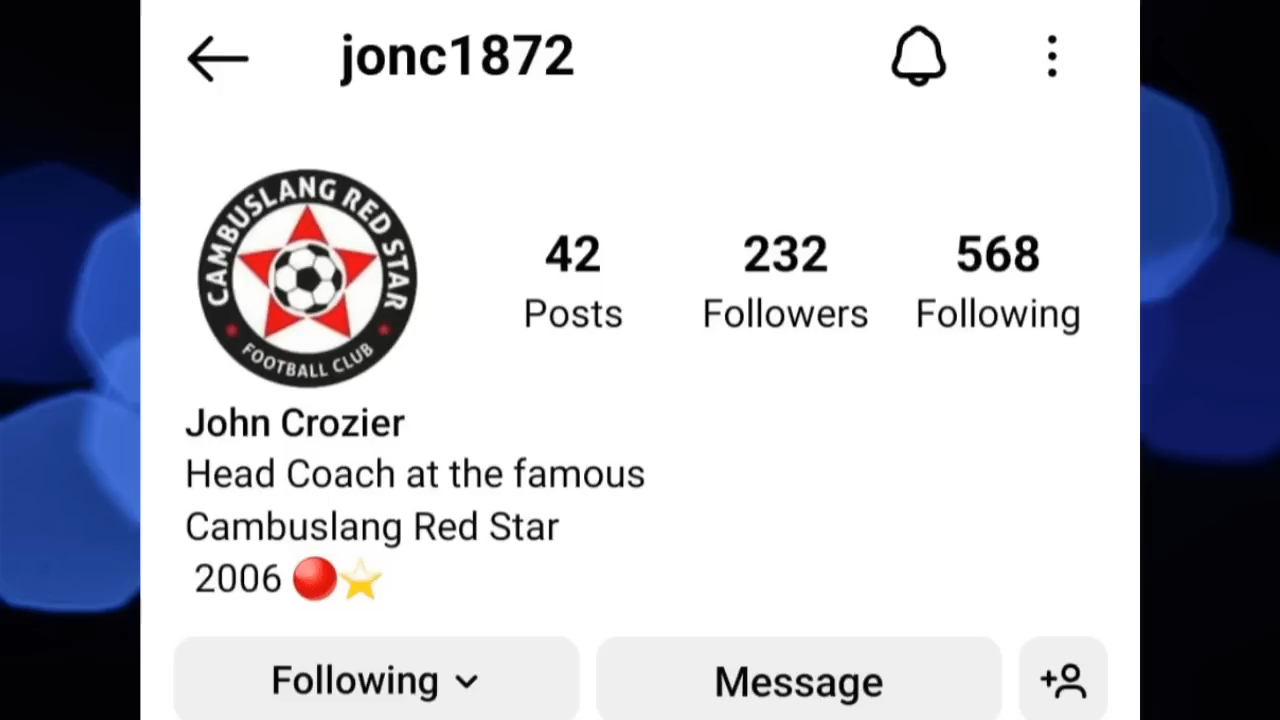 jonc1872
CAMBUSLANG RED STAR
FOOTBALL CLUB
42
Posts
232
Followers
568
Following
John Crozier
Head Coach at the famous
Cambuslang Red Star
2006 🔴⭐
Following
Message